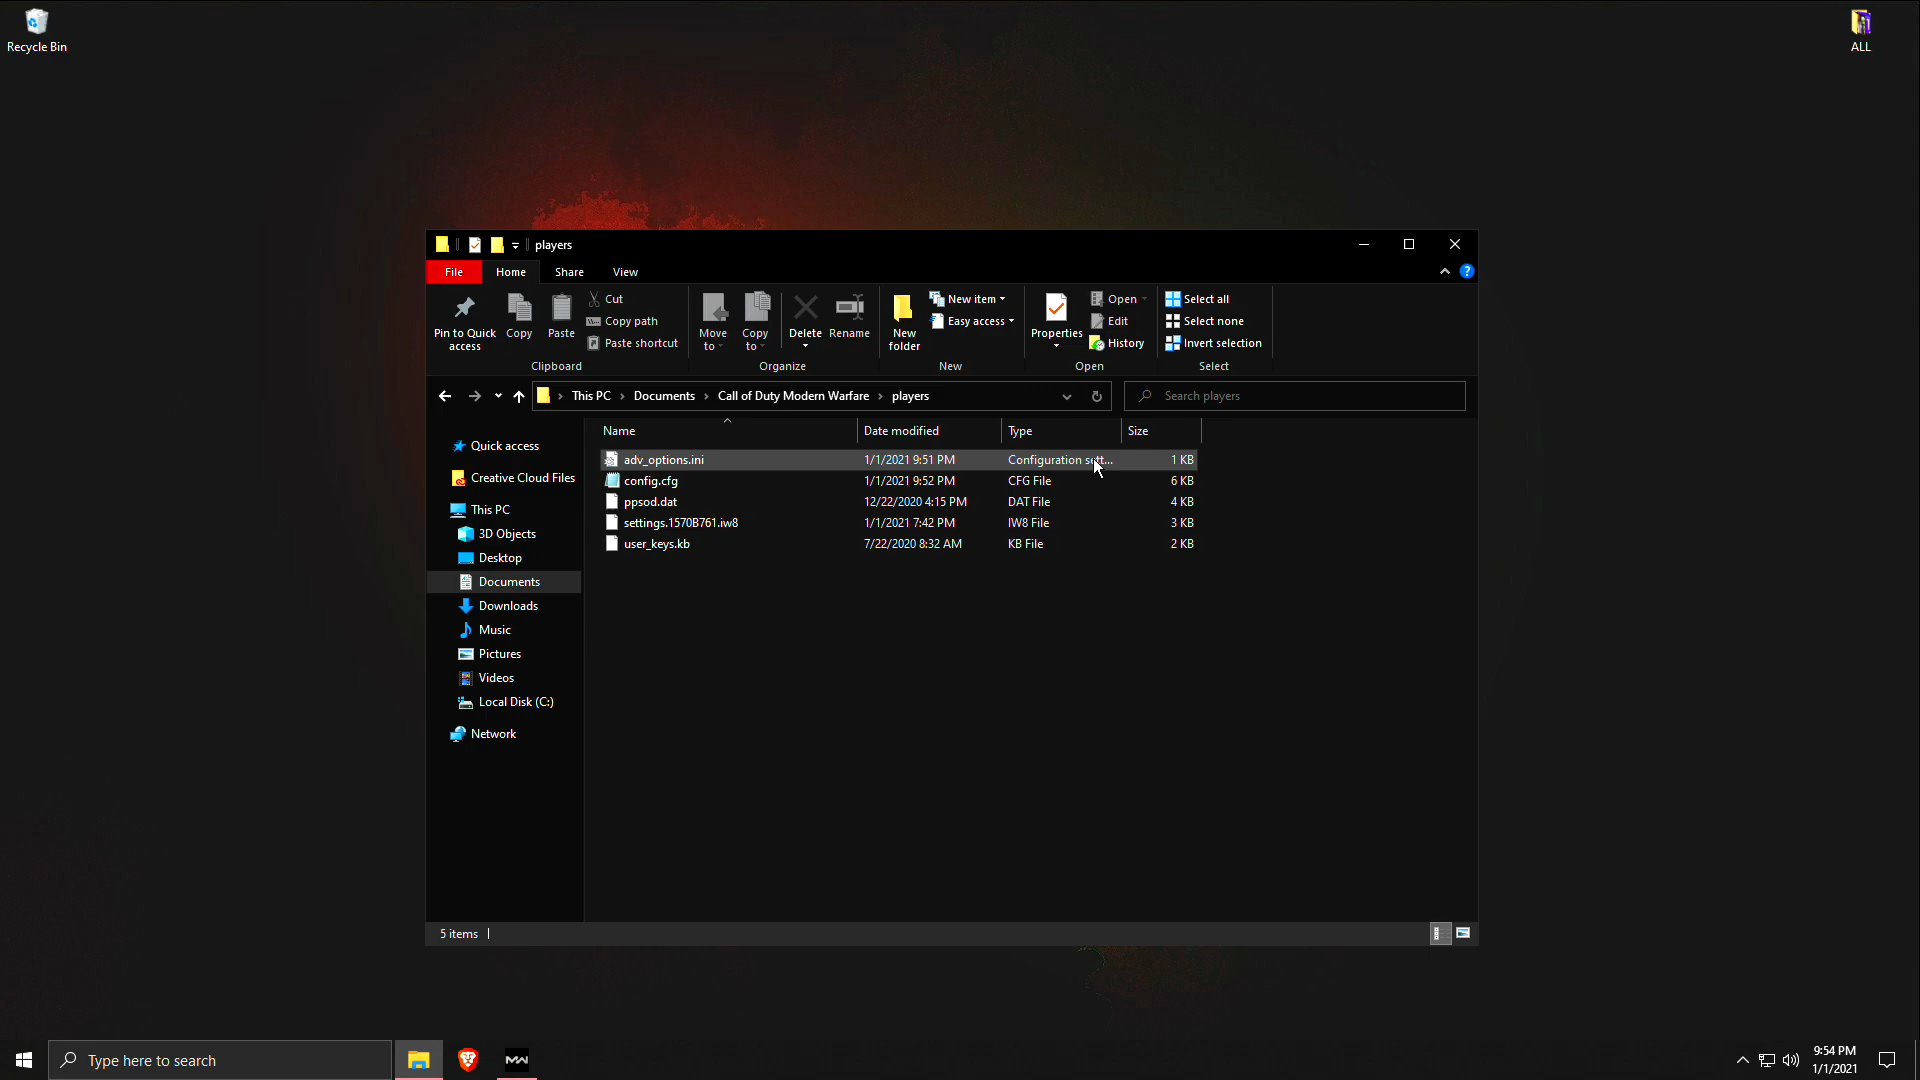 Recycle Bin
ALL
players
File
Home
Share
View
Pin to Quick access
Copy
Paste
Cut
Copy path
Paste shortcut
Clipboard
Move to
Copy to
Delete
Rename
Organize
New folder
New item
Easy access
New
Properties
Open
Edit
History
Open
Select all
Select none
Invert selection
Select
This PC
Documents
Call of Duty Modern Warfare
players
Search players
Name
Date modified
Type
Size
adv_options.ini 1/1/2021 9:51 PM Configuration sett... 1 KB
config.cfg 1/1/2021 9:52 PM CFG File 6 KB
ppsod.dat 12/22/2020 4:15 PM DAT File 4 KB
settings.1570B761.iw8 1/1/2021 7:42 PM IW8 File 3 KB
user_keys.kb 7/22/2020 8:32 AM KB File 2 KB
Quick access
Creative Cloud Files
This PC
3D Objects
Desktop
Documents
Downloads
Music
Pictures
Videos
Local Disk (C:)
Network
5 items
Type here to search
MW
9:54 PM
1/1/2021